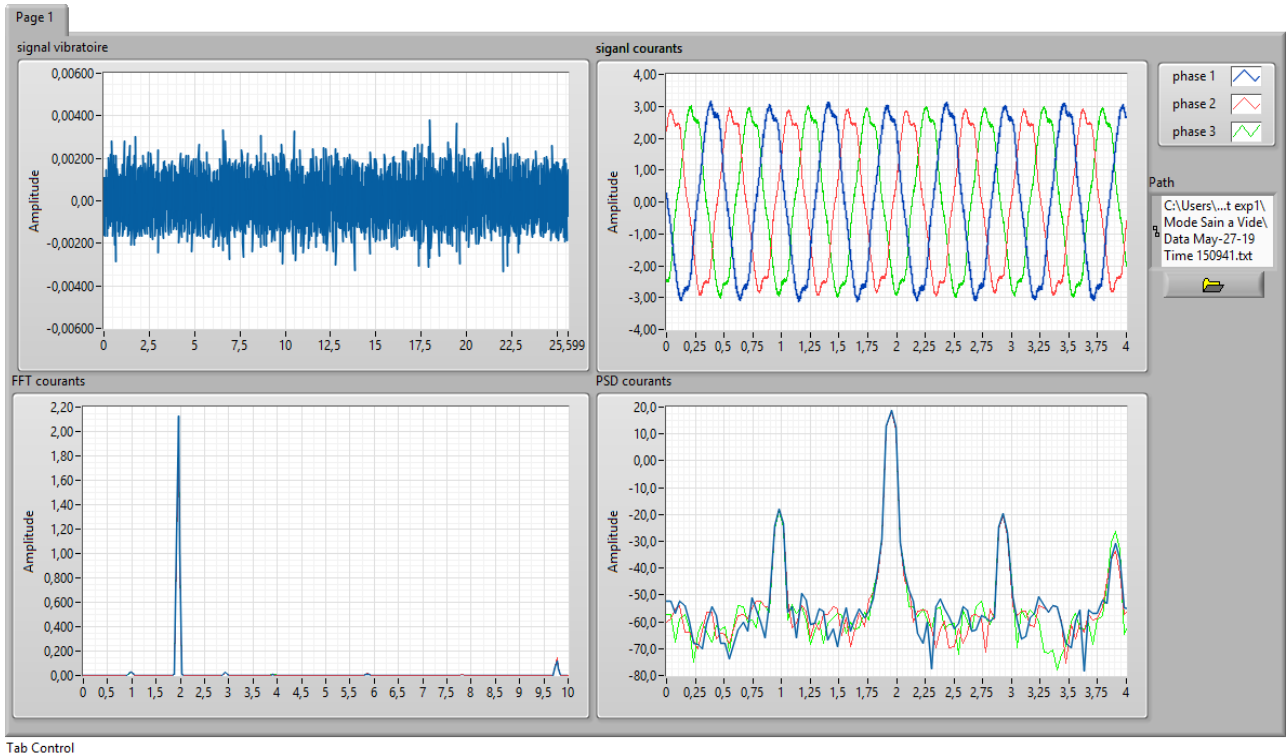 Page 1
signal vibratoire
Amplitude
0,00600
0,00400
0,00200
0,00
-0,00200
-0,00400
-0,00600
0 2,5 5 7,5 10 12,5 15 17,5 20 22,5 25,599
siganl courants
Amplitude
4,00
3,00
2,00
1,00
0,00
-1,00
-2,00
-3,00
-4,00
0 0,25 0,5 0,75 1 1,25 1,5 1,75 2 2,25 2,5 2,75 3 3,25 3,5 3,75 4
phase 1
phase 2
phase 3
Path
C:\Users\...t exp1\
Mode Sain a Vide\
Data May-27-19
Time 150941.txt
FFT courants
Amplitude
2,20
2,00
1,80
1,60
1,40
1,20
1,00
0,800
0,600
0,400
0,200
0,00
0 0,5 1 1,5 2 2,5 3 3,5 4 4,5 5 5,5 6 6,5 7 7,5 8 8,5 9 9,5 10
PSD courants
Amplitude
20,0
10,0
0,00
-10,0
-20,0
-30,0
-40,0
-50,0
-60,0
-70,0
-80,0
0 0,25 0,5 0,75 1 1,25 1,5 1,75 2 2,25 2,5 2,75 3 3,25 3,5 3,75 4
Tab Control